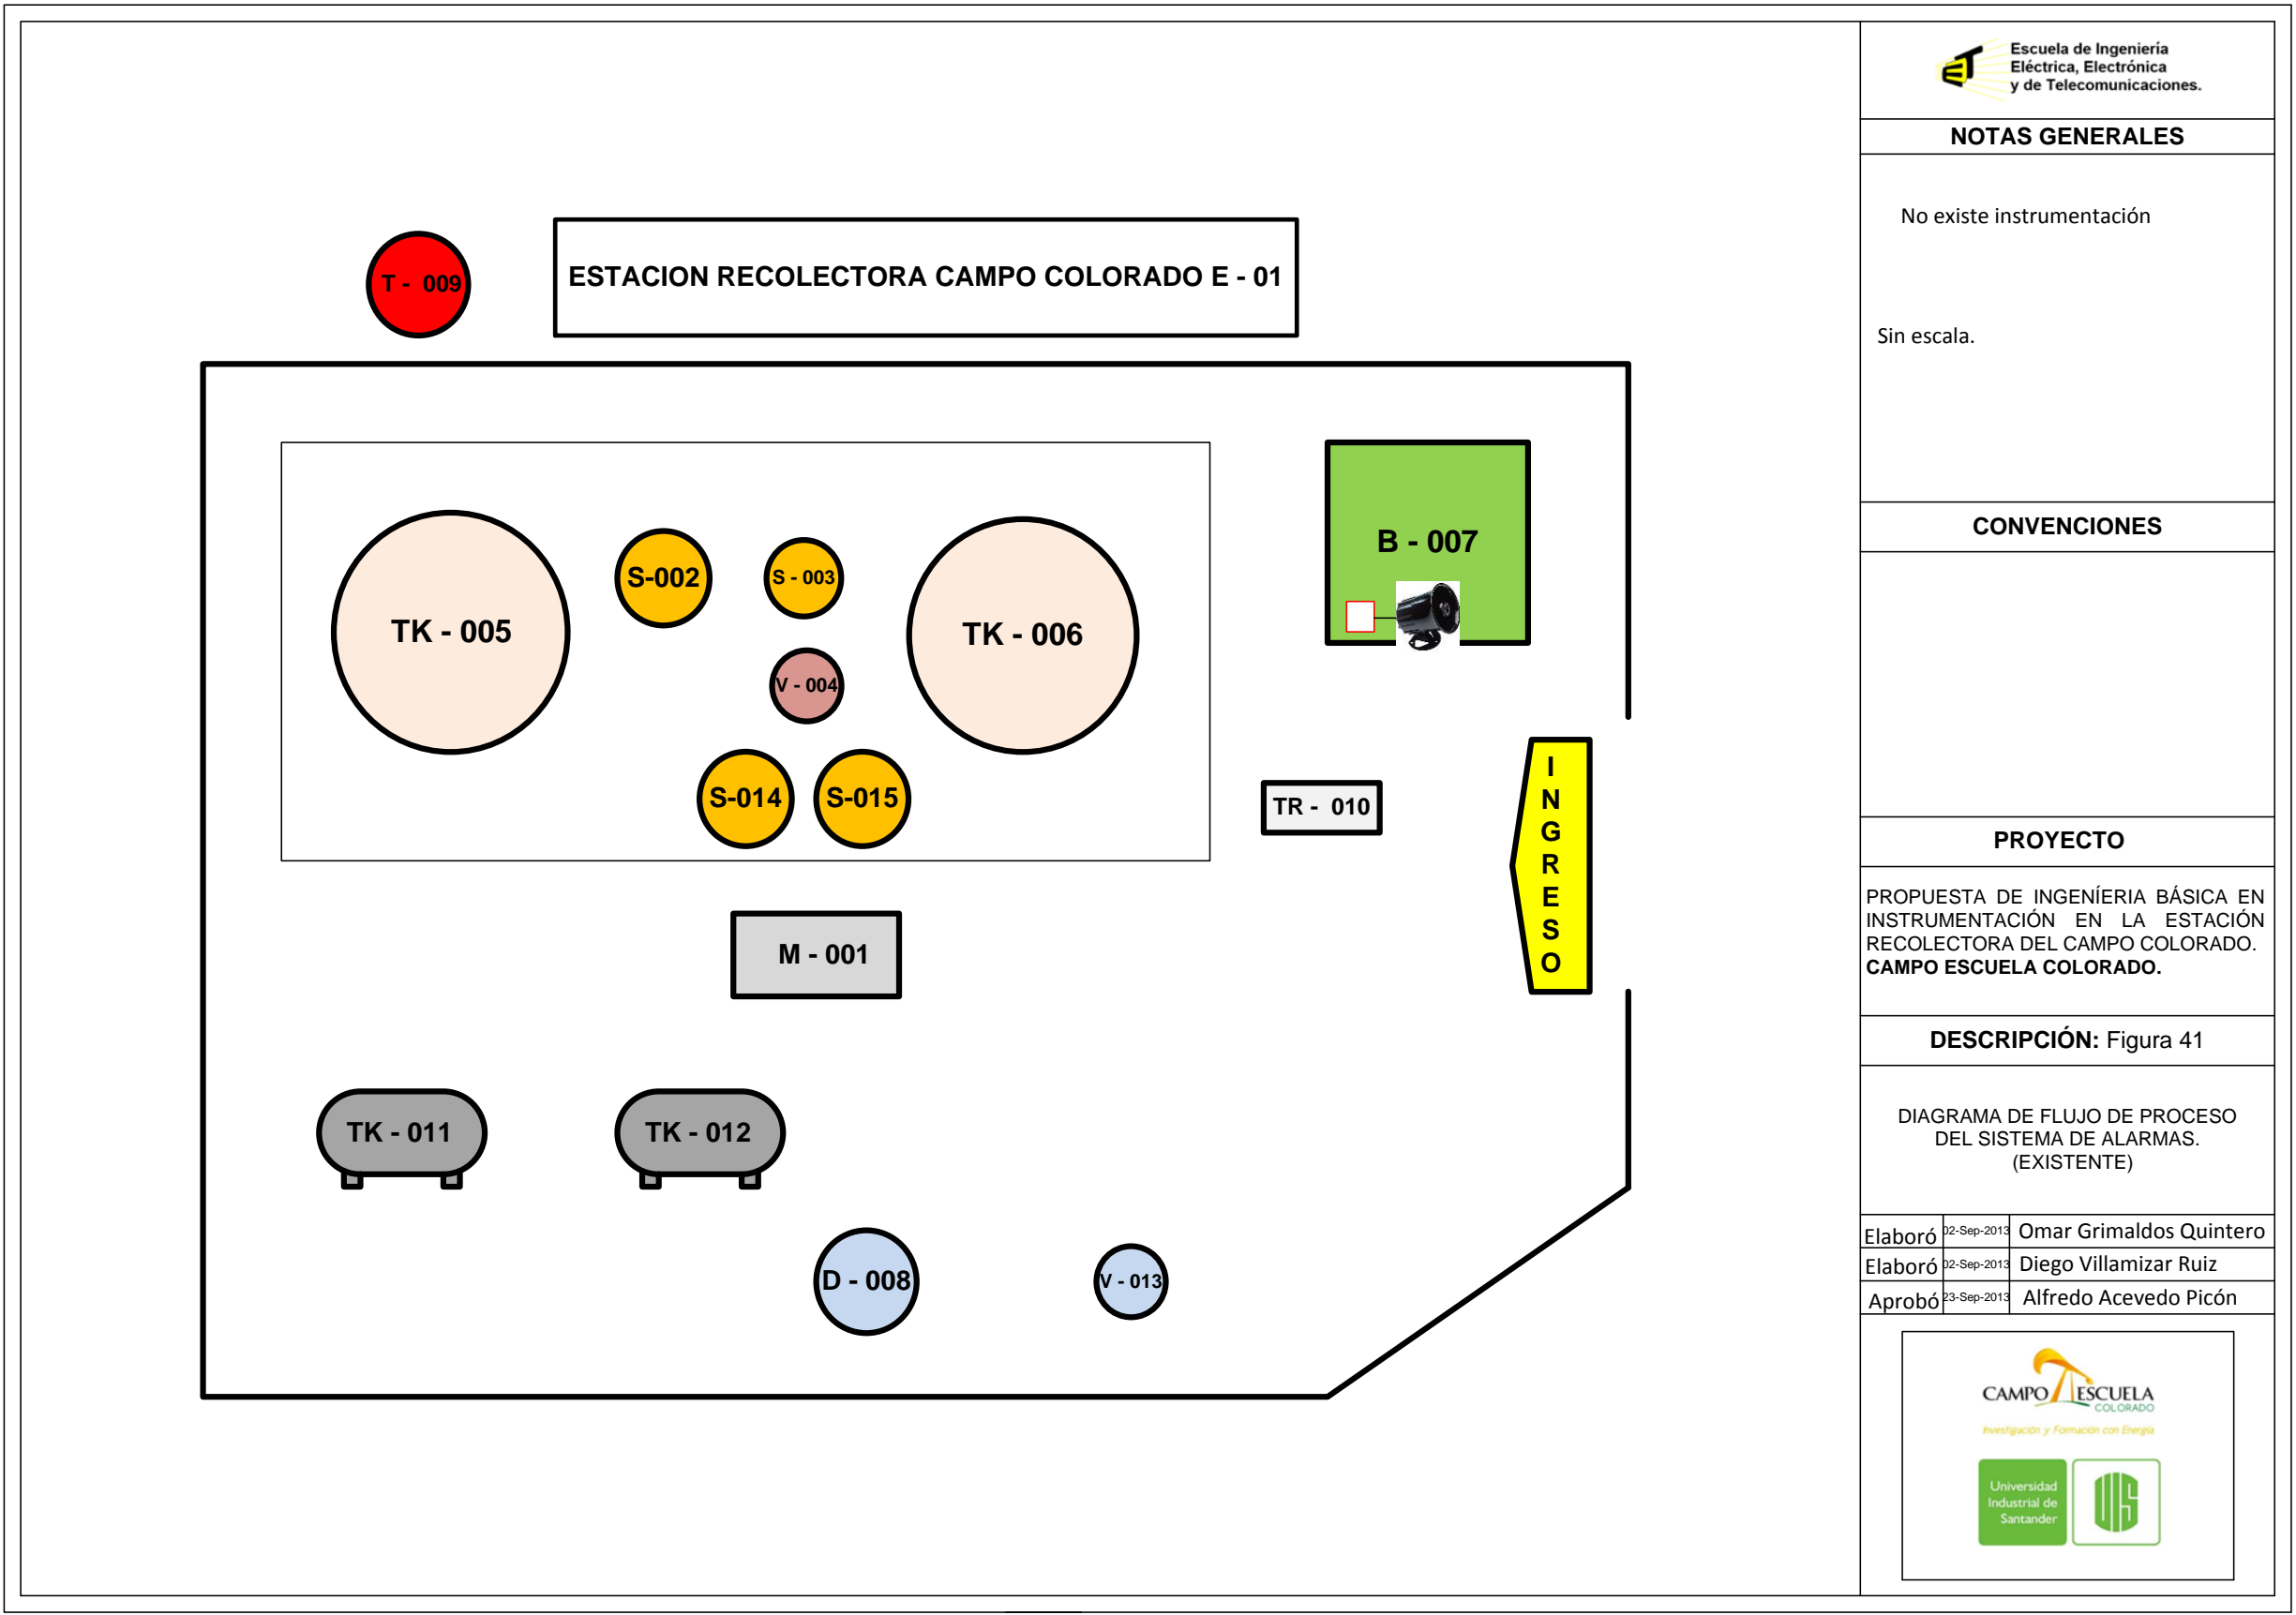 Escuela de Ingeniería
Eléctrica, Electrónica
y de Telecomunicaciones.
NOTAS GENERALES
No existe instrumentación
Sin escala.
CONVENCIONES
PROYECTO
PROPUESTA DE INGENÍERIA BÁSICA EN
INSTRUMENTACIÓN EN LA ESTACIÓN
RECOLECTORA DEL CAMPO COLORADO.
CAMPO ESCUELA COLORADO.
DESCRIPCIÓN: Figura 41
DIAGRAMA DE FLUJO DE PROCESO
DEL SISTEMA DE ALARMAS.
(EXISTENTE)
Elaboró 02-Sep-2013 Omar Grimaldos Quintero
Elaboró 02-Sep-2013 Diego Villamizar Ruiz
Aprobó 23-Sep-2013 Alfredo Acevedo Picón
CAMPO ESCUELA
COLORADO
Investigación y Formación con Energía
Universidad
Industrial de
Santander
UIS
T - 009
ESTACION RECOLECTORA CAMPO COLORADO E - 01
B - 007
S-002
S - 003
TK - 005
TK - 006
V - 004
S-014
S-015
TR - 010
INGRESO
M - 001
TK - 011
TK - 012
D - 008
V - 013